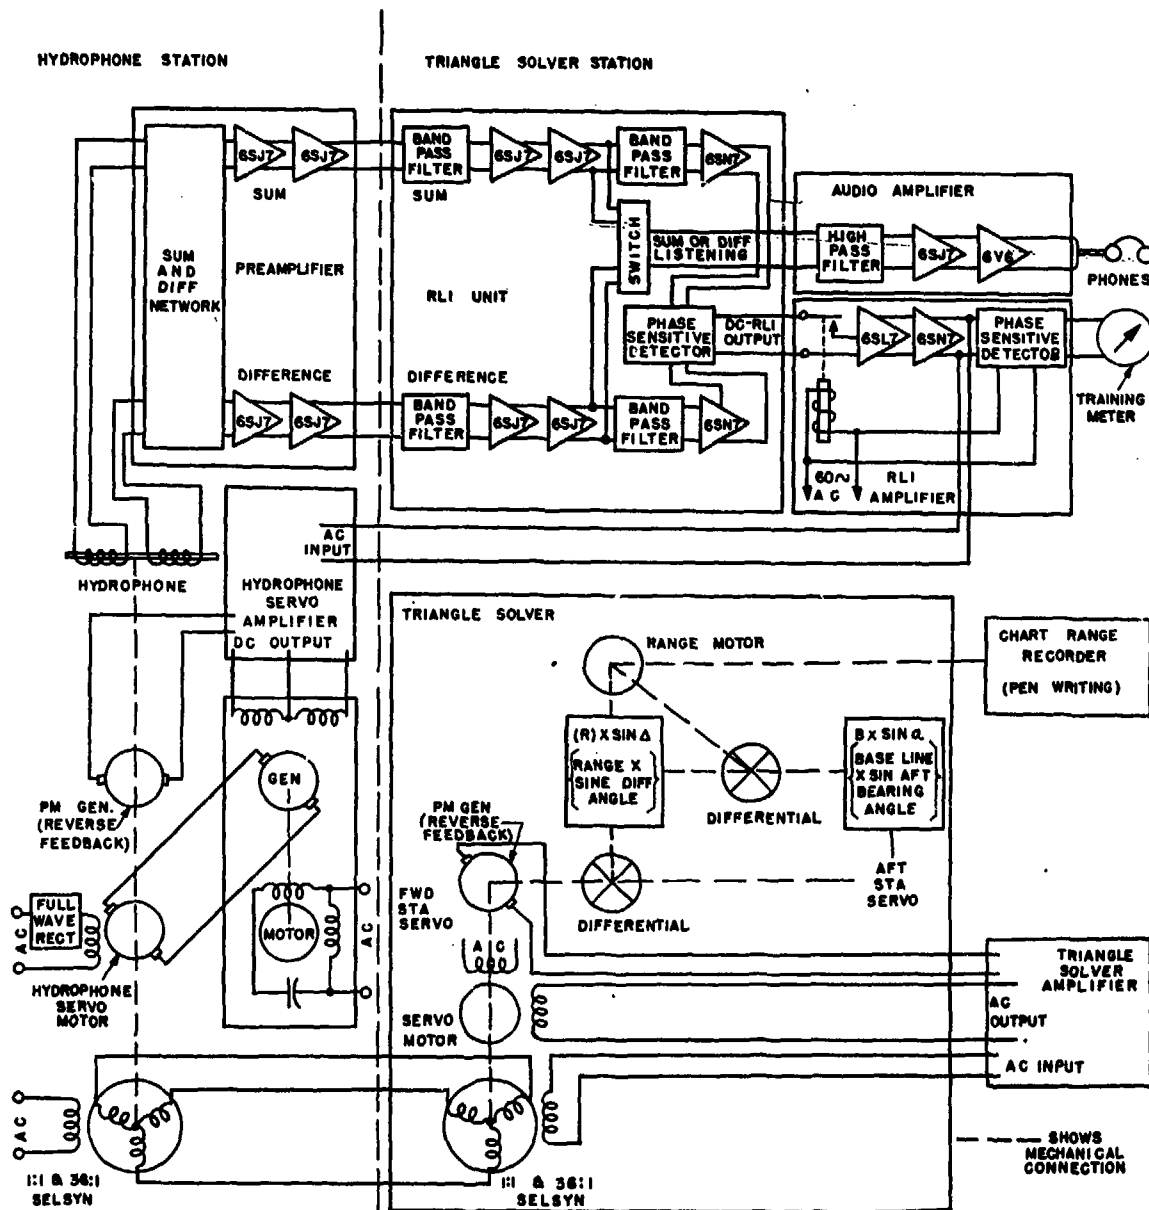 HYDROPHONE STATION
TRIANGLE SOLVER STATION
SUM
AND
DIFF
NETWORK
6SJ7
6SJ7
SUM
PREAMPLIFIER
DIFFERENCE
6SJ7
6SJ7
BAND
PASS
FILTER
SUM
6SJ7
6SJ7
BAND
PASS
FILTER
6SN7
SWITCH
SUM OR DIFF
LISTENING
RLI UNIT
PHASE
SENSITIVE
DETECTOR
DC-RLI
OUTPUT
DIFFERENCE
BAND
PASS
FILTER
6SJ7
6SJ7
BAND
PASS
FILTER
6SN7
AUDIO AMPLIFIER
HIGH
PASS
FILTER
6SJ7
6V6
PHONES
6SL7
6SN7
PHASE
SENSITIVE
DETECTOR
TRAINING
METER
60~
AC
RLI
AMPLIFIER
HYDROPHONE
AC
INPUT
HYDROPHONE
SERVO
AMPLIFIER
DC OUTPUT
PM GEN.
(REVERSE
FEEDBACK)
GEN
FULL
WAVE
RECT
AC
HYDROPHONE
SERVO
MOTOR
MOTOR
AC
AC
1:1 & 36:1
SELSYN
TRIANGLE SOLVER
RANGE MOTOR
CHART RANGE
RECORDER
(PEN WRITING)
(R) X SIN Δ
RANGE X
SINE DIFF
ANGLE
DIFFERENTIAL
B X SIN α
BASE LINE
X SIN AFT
BEARING
ANGLE
PM GEN
(REVERSE
FEEDBACK)
FWD
STA
SERVO
DIFFERENTIAL
AFT
STA
SERVO
AC
SERVO
MOTOR
TRIANGLE
SOLVER
AMPLIFIER
AC
OUTPUT
AC INPUT
1:1 & 36:1
SELSYN
SHOWS
MECHANICAL
CONNECTION